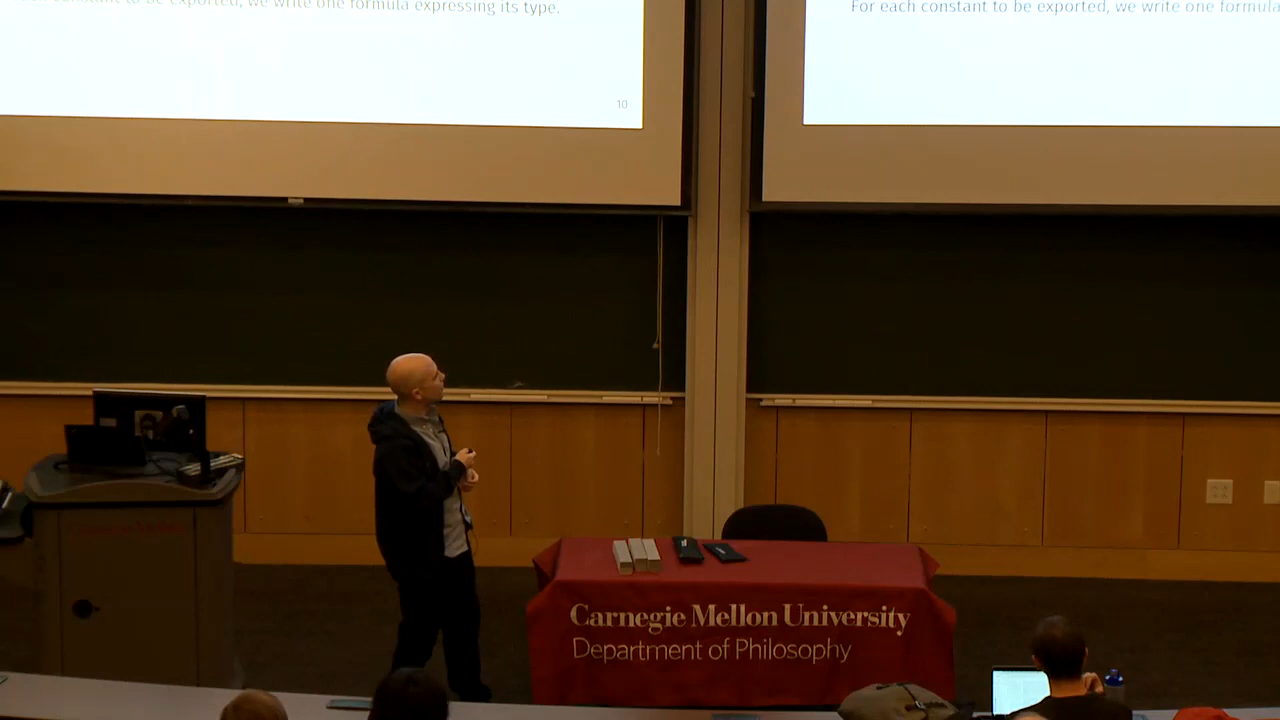 constant to be exported, we write one formula expressing its type.
10
For each constant to be exported, we write one formula
Carnegie Mellon University
Department of Philosophy